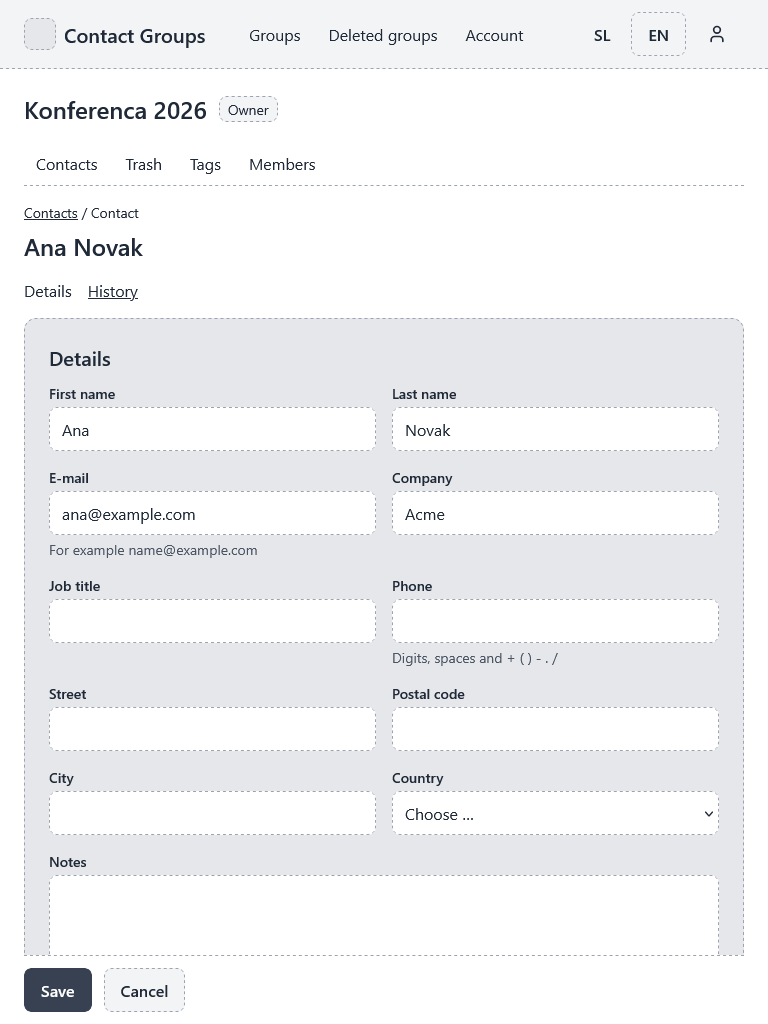 Contact Groups Groups Deleted groups Account SL EN
Konferenca 2026 Owner
Contacts Trash Tags Members
Contacts / Contact
Ana Novak
Details History
Details
First name Last name
Ana Novak
E-mail Company
ana@example.com Acme
For example name@example.com
Job title Phone
Digits, spaces and + ( ) - . /
Street Postal code
City Country
Choose ...
Notes
Save Cancel